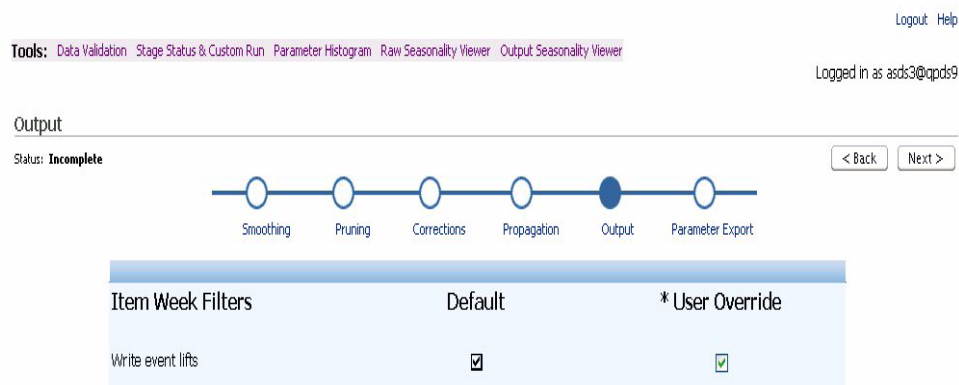 Logout Help
Tools: Data Validation Stage Status & Custom Run Parameter Histogram Raw Seasonality Viewer Output Seasonality Viewer
Logged in as asds3@qpds9
Output
Status: Incomplete
< Back Next >
Smoothing Pruning Corrections Propagation Output Parameter Export
Item Week Filters Default * User Override
Write event lifts